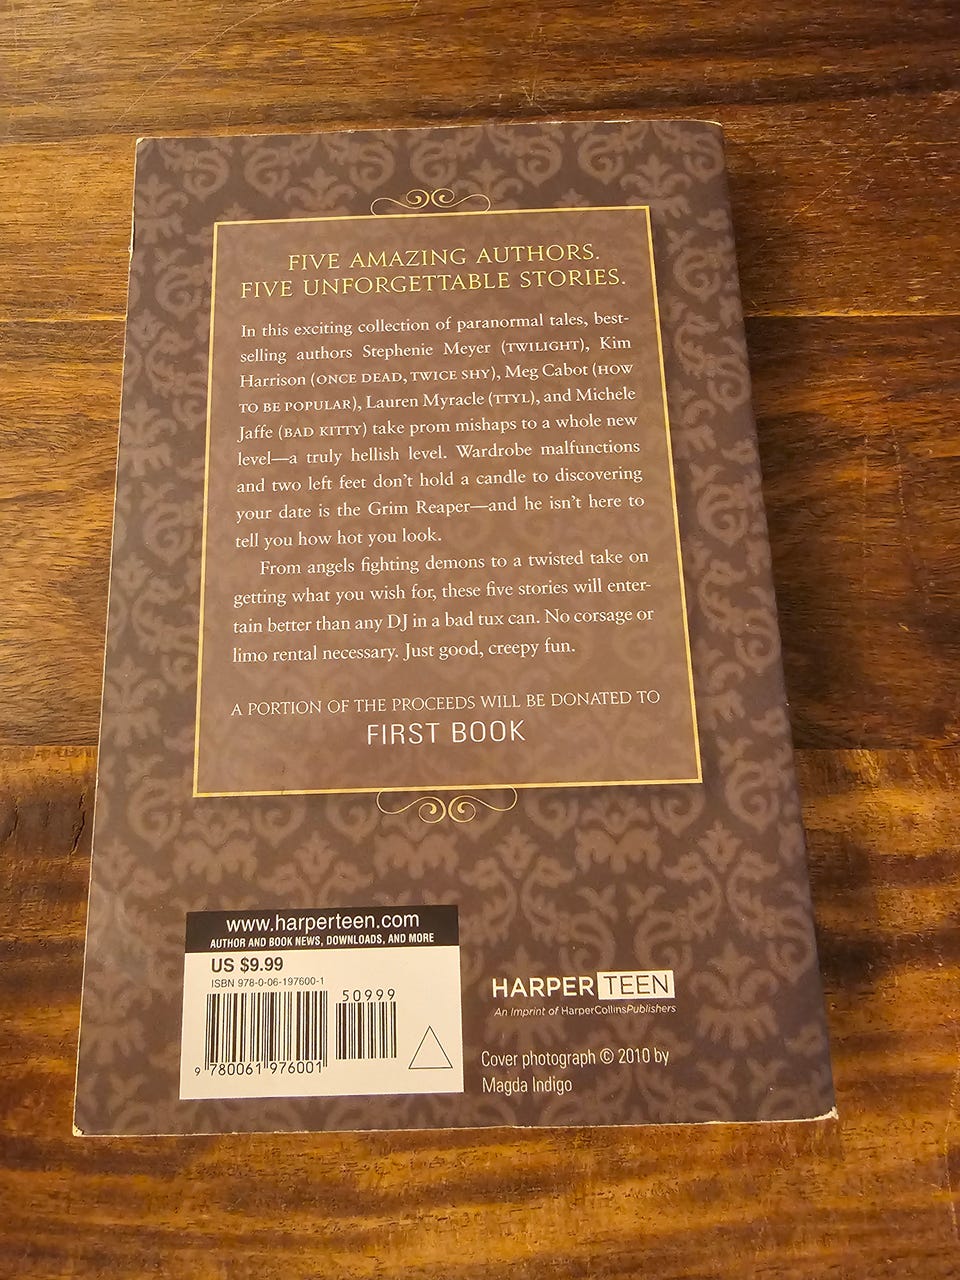 FIVE AMAZING AUTHORS.
FIVE UNFORGETTABLE STORIES.
In this exciting collection of paranormal tales, best-
selling authors Stephenie Meyer (TWILIGHT), Kim
Harrison (ONCE DEAD, TWICE SHY), Meg Cabot (HOW
TO BE POPULAR), Lauren Myracle (TTYL), and Michele
Jaffe (BAD KITTY) take prom mishaps to a whole new
level—a truly hellish level. Wardrobe malfunctions
and two left feet don't hold a candle to discovering
your date is the Grim Reaper—and he isn't here to
tell you how hot you look.
From angels fighting demons to a twisted take on
getting what you wish for, these five stories will enter-
tain better than any DJ in a bad tux can. No corsage or
limo rental necessary. Just good, creepy fun.
A PORTION OF THE PROCEEDS WILL BE DONATED TO
FIRST BOOK
www.harperteen.com
AUTHOR AND BOOK NEWS, DOWNLOADS, AND MORE
US $9.99
ISBN 978-0-06-197600-1
50999
9 780061 976001
HARPER TEEN
An Imprint of HarperCollinsPublishers
Cover photograph © 2010 by
Magda Indigo